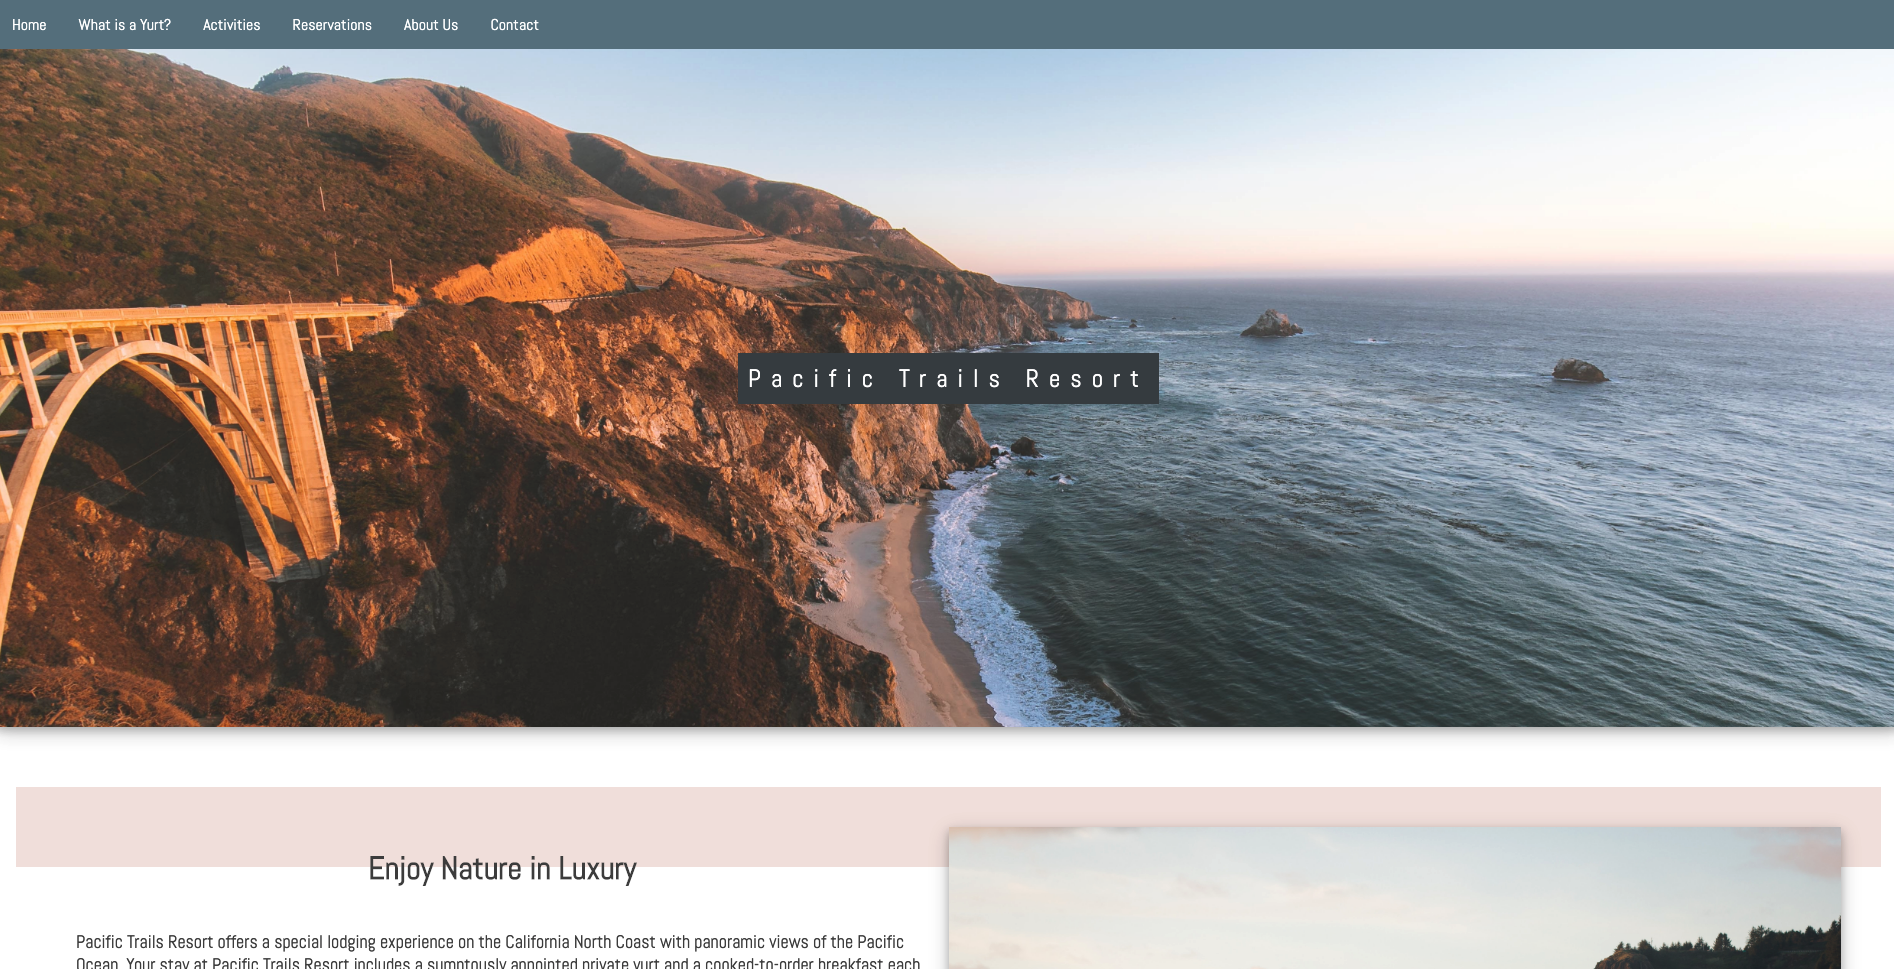 Home What is a Yurt? Activities Reservations About Us Contact
Pacific Trails Resort
Enjoy Nature in Luxury
Pacific Trails Resort offers a special lodging experience on the California North Coast with panoramic views of the Pacific
Ocean. Your stay at Pacific Trails Resort includes a sumptously appointed private yurt and a cooked-to-order breakfast each